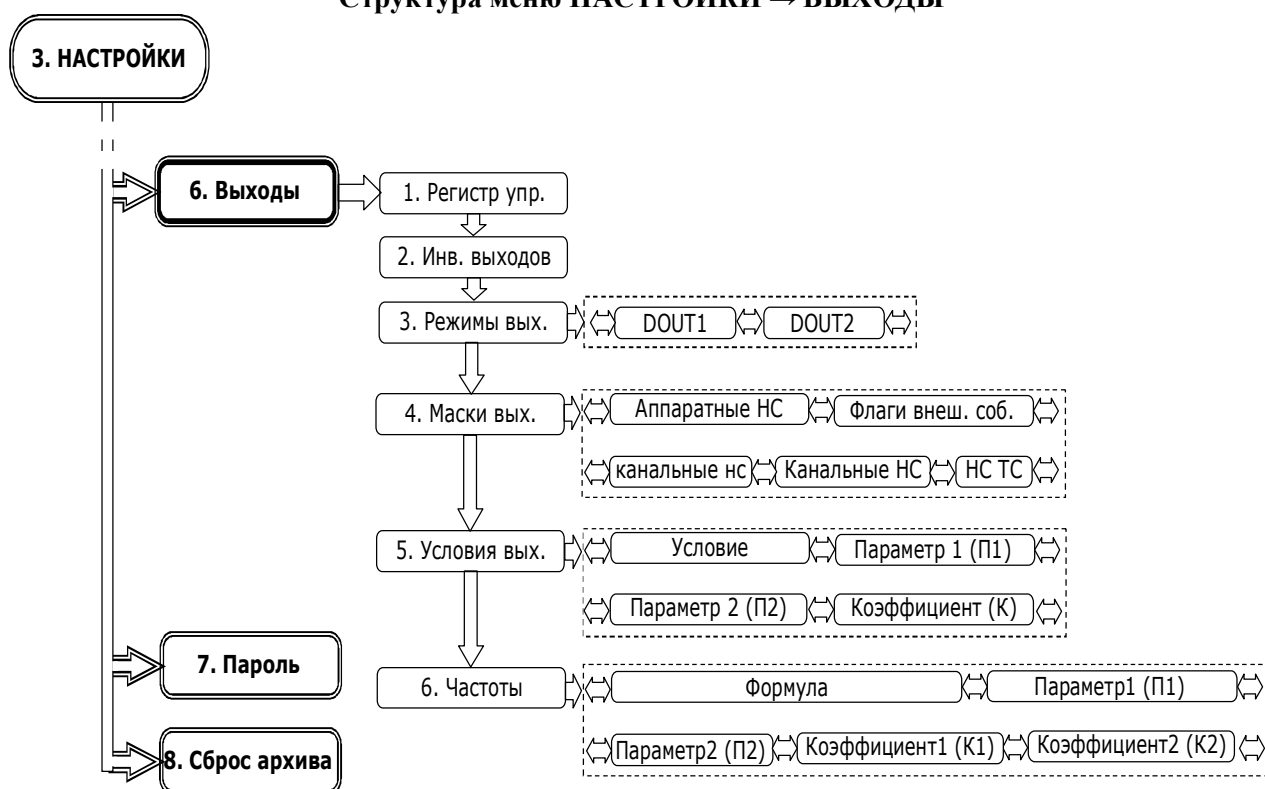 Структура меню НАСТРОЙКИ → ВЫХОДЫ
3. НАСТРОЙКИ
6. Выходы
1. Регистр упр.
2. Инв. выходов
3. Режимы вых.
DOUT1
DOUT2
4. Маски вых.
Аппаратные НС
Флаги внеш. соб.
канальные нс
Канальные НС
НС ТС
5. Условия вых.
Условие
Параметр 1 (П1)
Параметр 2 (П2)
Коэффициент (К)
7. Пароль
6. Частоты
Формула
Параметр1 (П1)
8. Сброс архива
Параметр2 (П2)
Коэффициент1 (К1)
Коэффициент2 (К2)